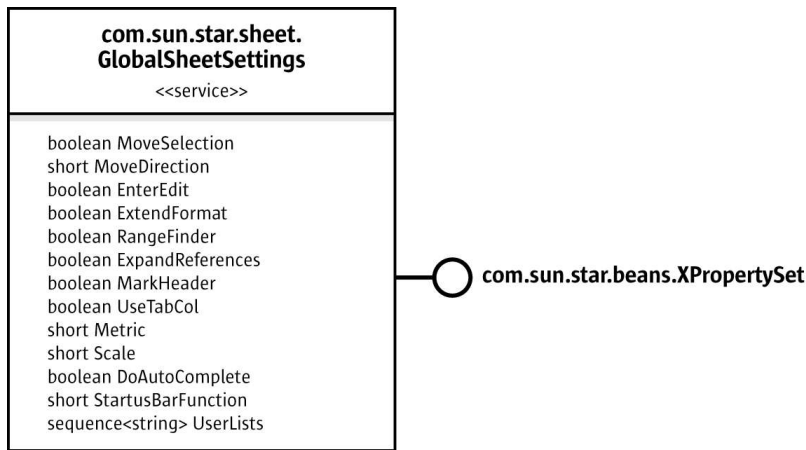 com.sun.star.sheet.
GlobalSheetSettings
<<service>>
boolean MoveSelection
short MoveDirection
boolean EnterEdit
boolean ExtendFormat
boolean RangeFinder
boolean ExpandReferences
boolean MarkHeader
boolean UseTabCol
short Metric
short Scale
boolean DoAutoComplete
short StartusBarFunction
sequence<string> UserLists
com.sun.star.beans.XPropertySet